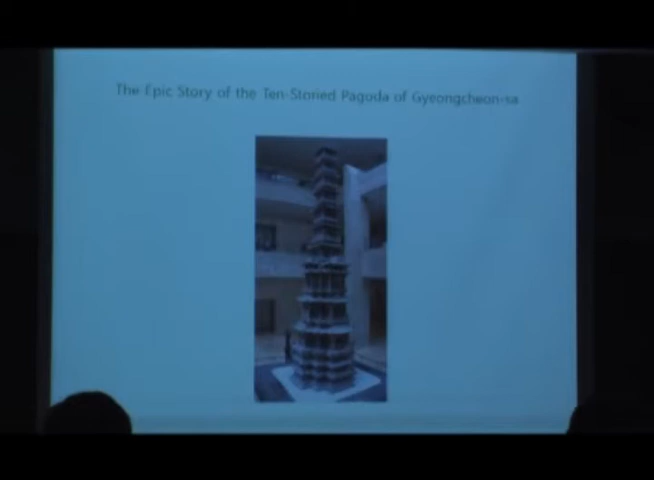 The Epic Story of the Ten-Storied Pagoda of Gyeongcheon-sa